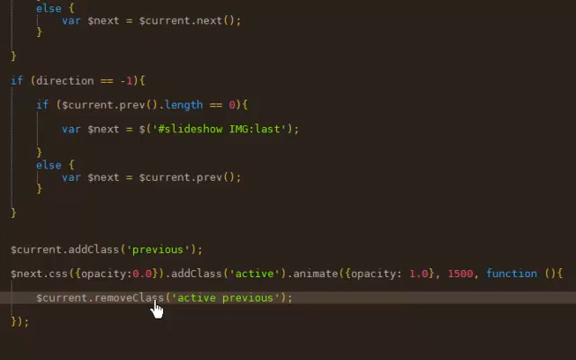 else {
var $next = $current.next();
}
}
if (direction == -1){
if ($current.prev().length == 0){
var $next = $('#slideshow IMG:last');
}
else {
var $next = $current.prev();
}
}
$current.addClass('previous');
$next.css({opacity:0.0}).addClass('active').animate({opacity: 1.0}, 1500, function (){
$current.removeClass('active previous');
});